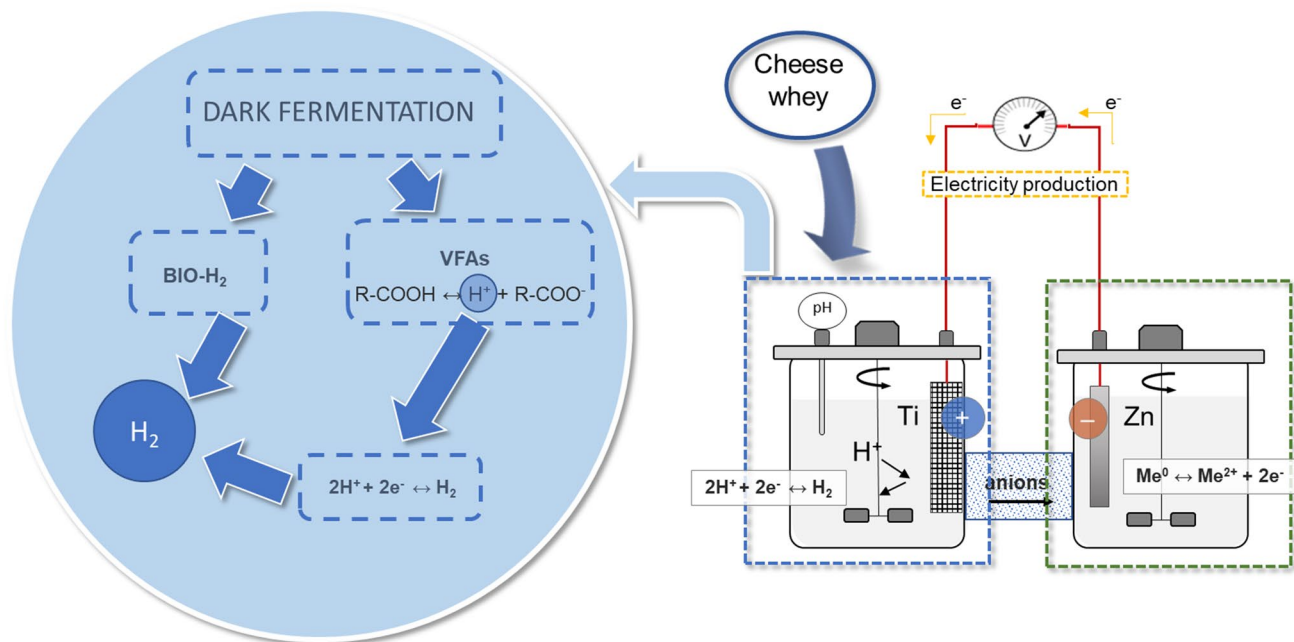 DARK FERMENTATION
BIO-H₂
VFAs
R-COOH ↔ H⁺ + R-COO⁻
H₂
2H⁺ + 2e⁻ ↔ H₂
Cheese
whey
e⁻
e⁻
V
Electricity production
pH
Ti
+
–
Zn
H⁺
2H⁺ + 2e⁻ ↔ H₂
anions
Me⁰ ↔ Me²⁺ + 2e⁻